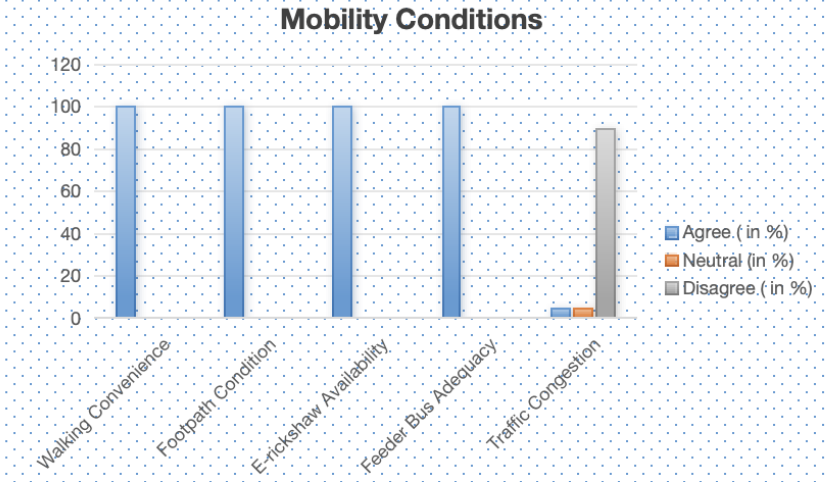 Mobility Conditions
120
100
80
60
40
20
0
Agree ( in %)
Neutral (in %)
Disagree ( in %)
Walking Convenience
Footpath Condition
E-rickshaw Availability
Feeder Bus Adequacy
Traffic Congestion